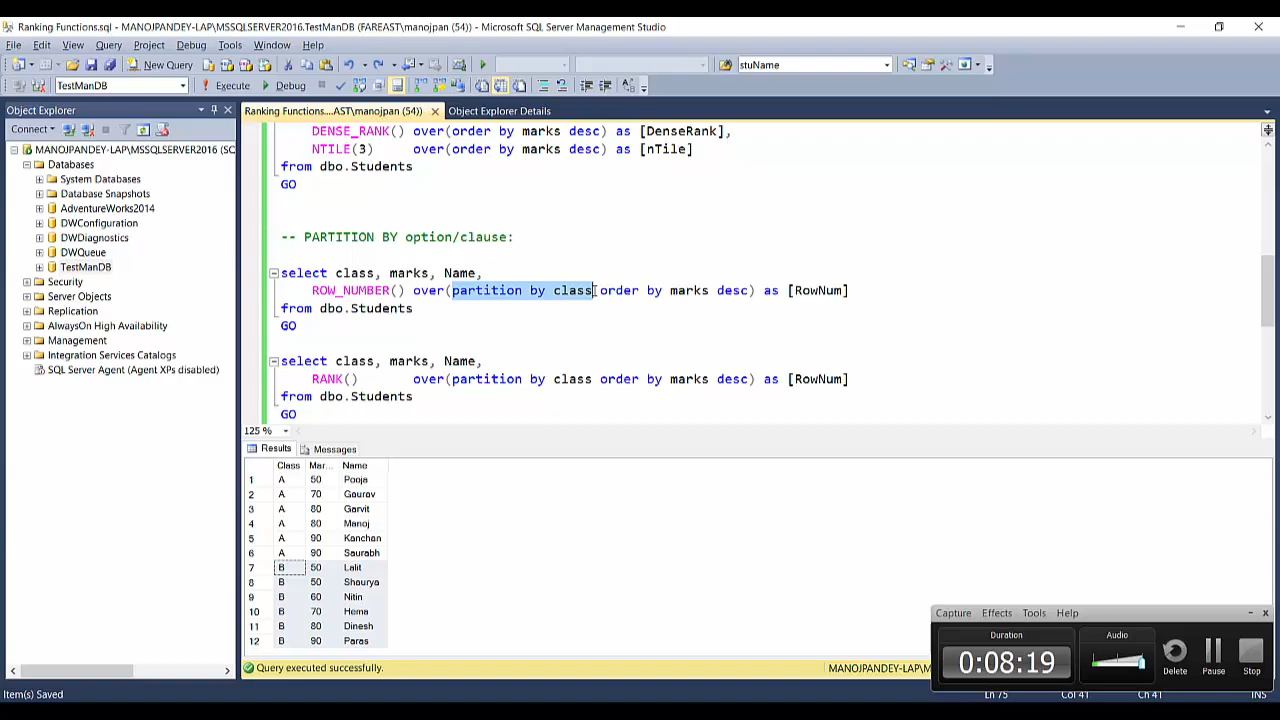 Ranking Functions.sql - MANOJPANDEY-LAP\MSSQLSERVER2016.TestManDB (FAREAST\manojpan (54)) - Microsoft SQL Server Management Studio
File Edit View Query Project Debug Tools Window Help
New Query stuName
TestManDB Execute Debug
Object Explorer
Ranking Functions....AST\manojpan (54)) Object Explorer Details
Connect
MANOJPANDEY-LAP\MSSQLSERVER2016 (SC
Databases
System Databases
Database Snapshots
AdventureWorks2014
DWConfiguration
DWDiagnostics
DWQueue
TestManDB
Security
Server Objects
Replication
AlwaysOn High Availability
Management
Integration Services Catalogs
SQL Server Agent (Agent XPs disabled)
DENSE_RANK() over(order by marks desc) as [DenseRank],
NTILE(3) over(order by marks desc) as [nTile]
from dbo.Students
GO
-- PARTITION BY option/clause:
select class, marks, Name,
ROW_NUMBER() over(partition by class order by marks desc) as [RowNum]
from dbo.Students
GO
select class, marks, Name,
RANK() over(partition by class order by marks desc) as [RowNum]
from dbo.Students
GO
125 %
Results Messages
Class Mar... Name
1 A 50 Pooja
2 A 70 Gaurav
3 A 80 Garvit
4 A 80 Manoj
5 A 90 Kanchan
6 A 90 Saurabh
7 B 50 Lalit
8 B 50 Shaurya
9 B 60 Nitin
10 B 70 Hema
11 B 80 Dinesh
12 B 90 Paras
Query executed successfully. MANOJPANDEY-LAP\M
Item(s) Saved Ln 75 Col 41 Ch 41 INS
Capture Effects Tools Help
Duration Audio
0:08:19
Delete Pause Stop